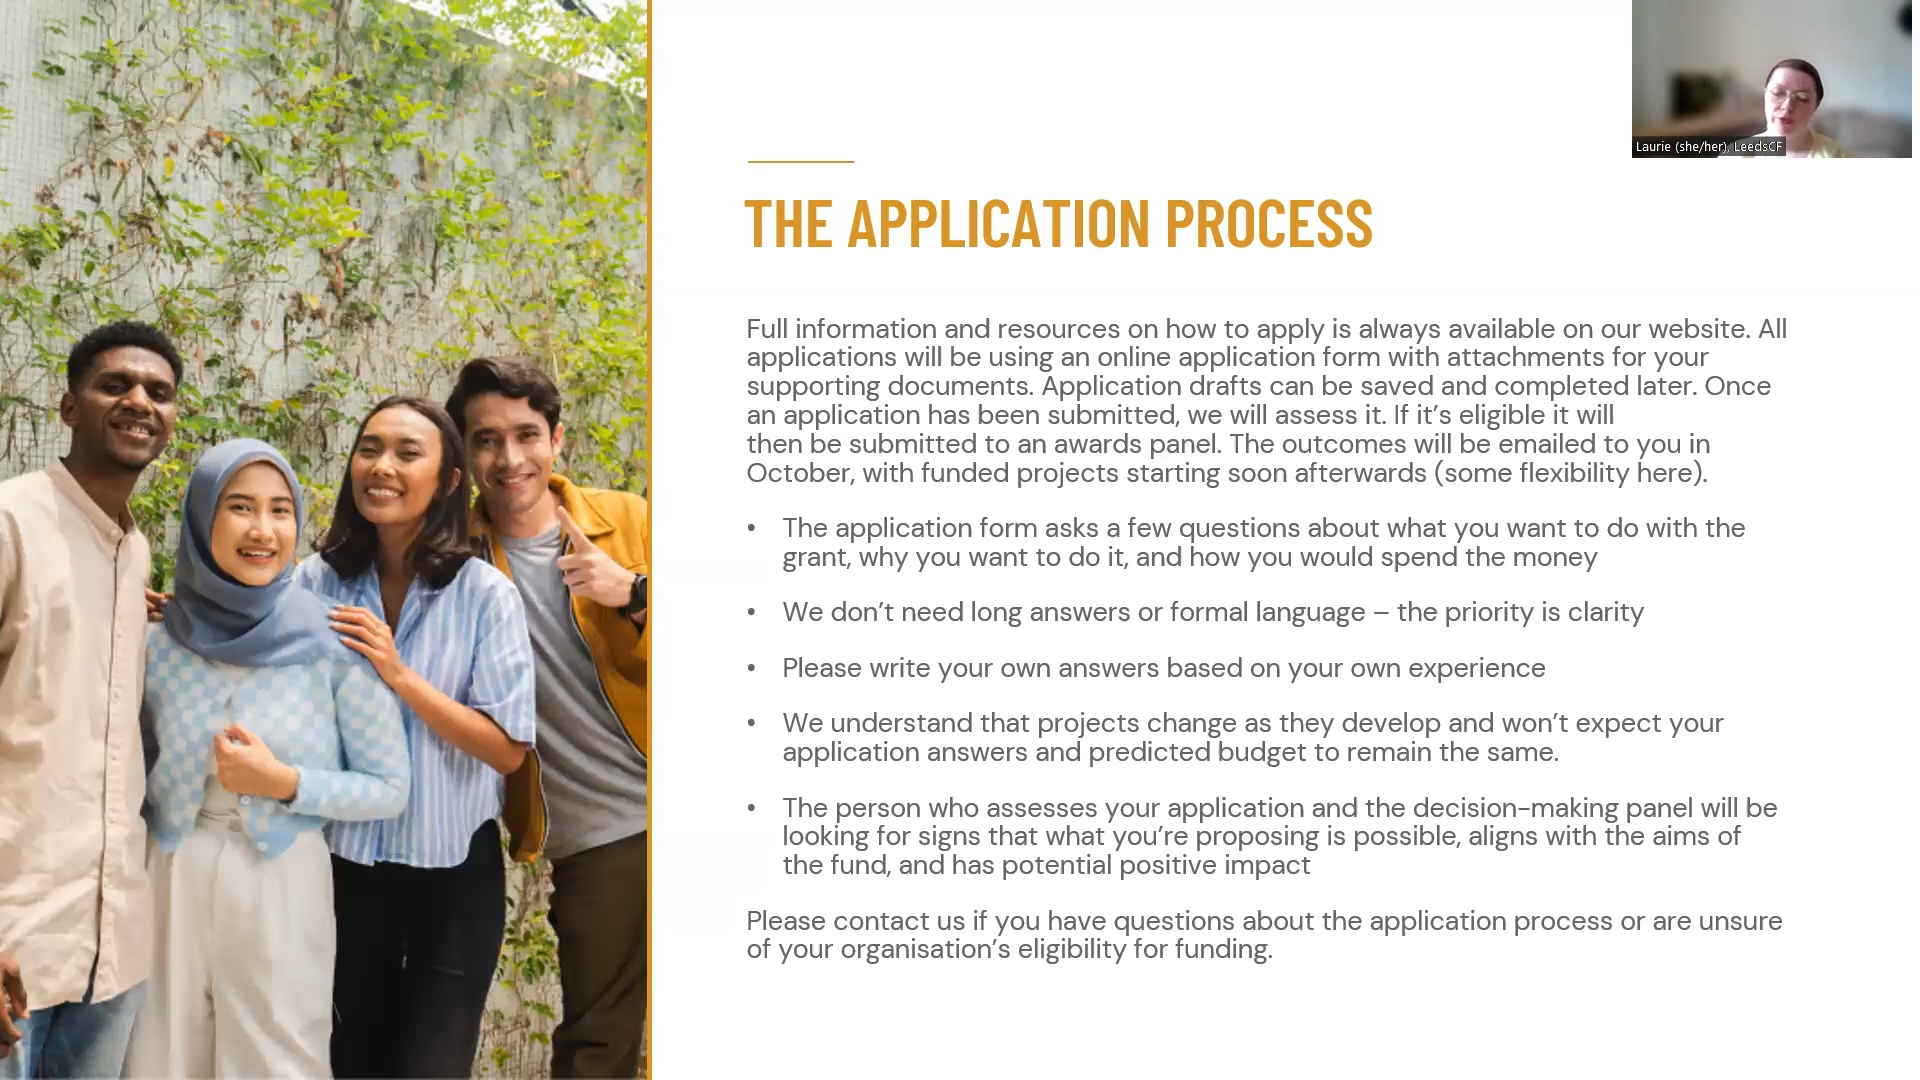 Laurie (she/her), LeedsCF
THE APPLICATION PROCESS
Full information and resources on how to apply is always available on our website. All
applications will be using an online application form with attachments for your
supporting documents. Application drafts can be saved and completed later. Once
an application has been submitted, we will assess it. If it’s eligible it will
then be submitted to an awards panel. The outcomes will be emailed to you in
October, with funded projects starting soon afterwards (some flexibility here).
• The application form asks a few questions about what you want to do with the
grant, why you want to do it, and how you would spend the money
• We don’t need long answers or formal language – the priority is clarity
• Please write your own answers based on your own experience
• We understand that projects change as they develop and won’t expect your
application answers and predicted budget to remain the same.
• The person who assesses your application and the decision-making panel will be
looking for signs that what you’re proposing is possible, aligns with the aims of
the fund, and has potential positive impact
Please contact us if you have questions about the application process or are unsure
of your organisation’s eligibility for funding.